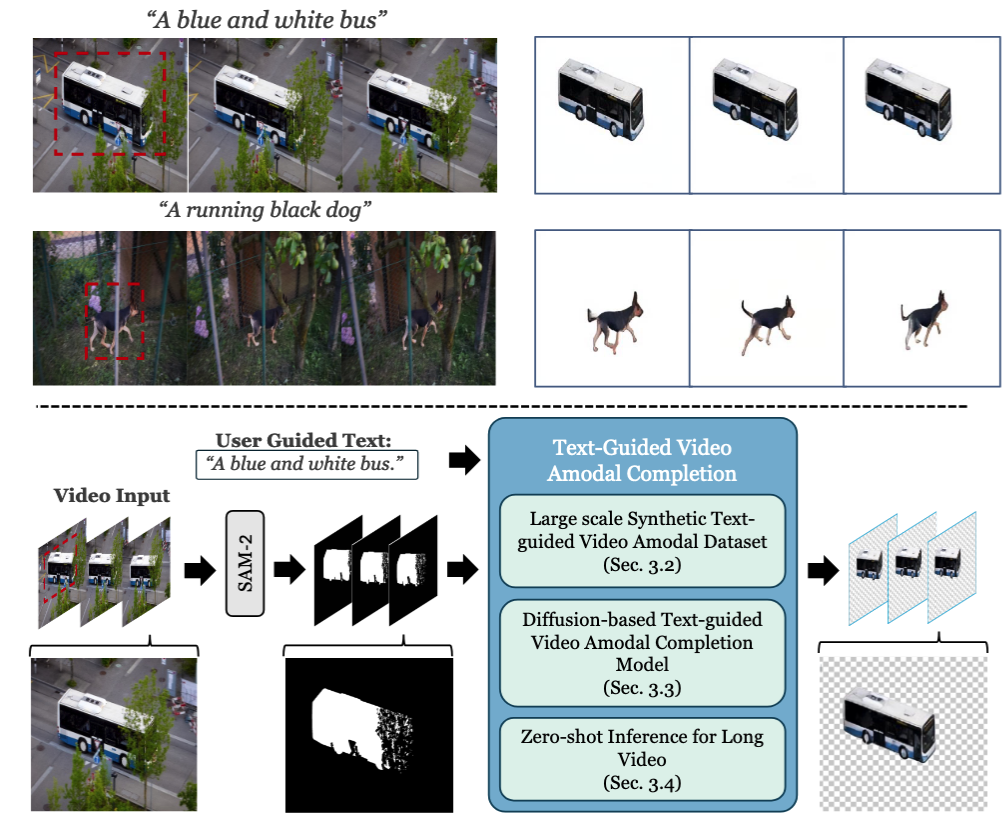 “A blue and white bus”
“A running black dog”
User Guided Text:
“A blue and white bus.”
Text-Guided Video
Amodal Completion
Video Input
SAM-2
Large scale Synthetic Text-
guided Video Amodal Dataset
(Sec. 3.2)
Diffusion-based Text-guided
Video Amodal Completion
Model
(Sec. 3.3)
Zero-shot Inference for Long
Video
(Sec. 3.4)